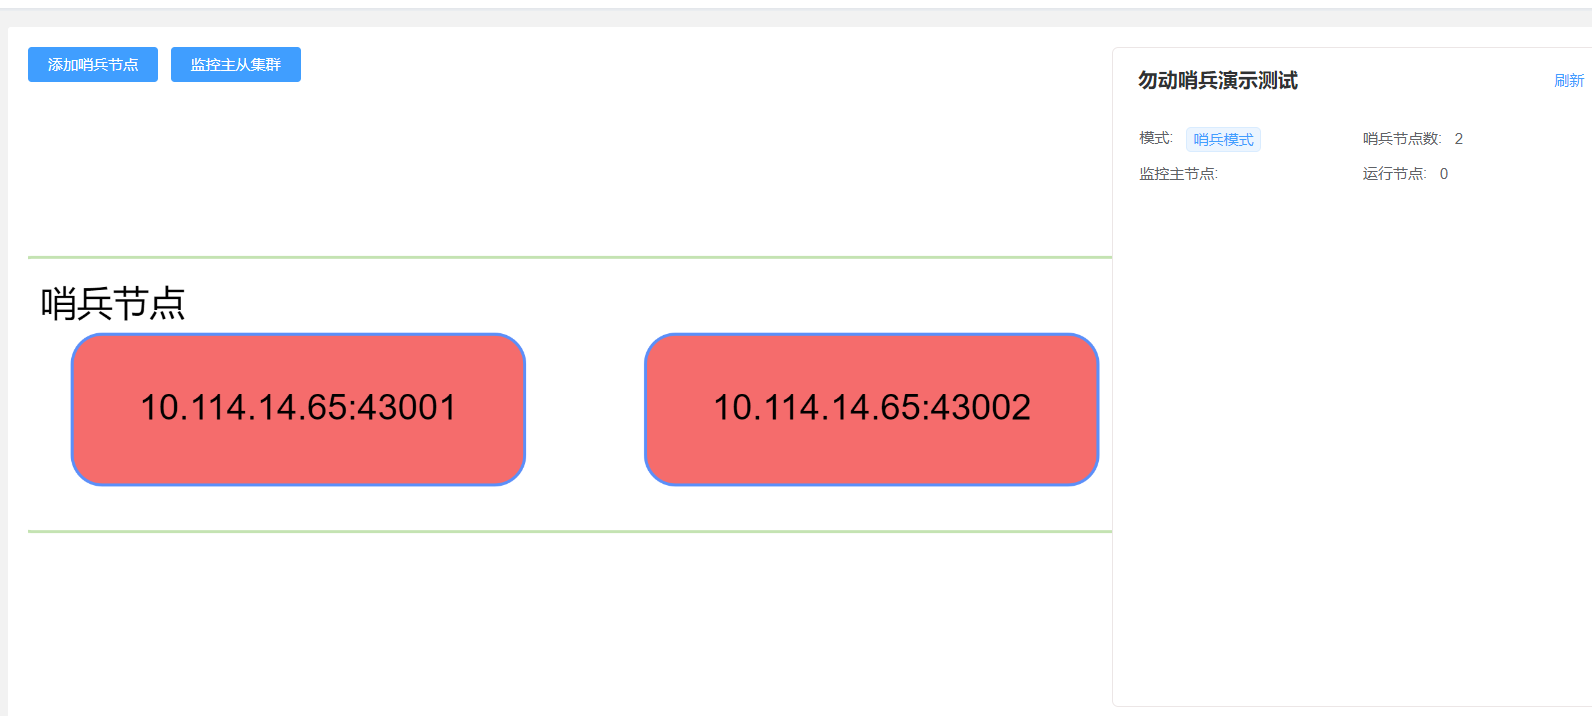 添加哨兵节点
监控主从集群
哨兵节点
10.114.14.65:43001
10.114.14.65:43002
勿动哨兵演示测试
刷新
模式: 哨兵模式
哨兵节点数: 2
监控主节点:
运行节点: 0